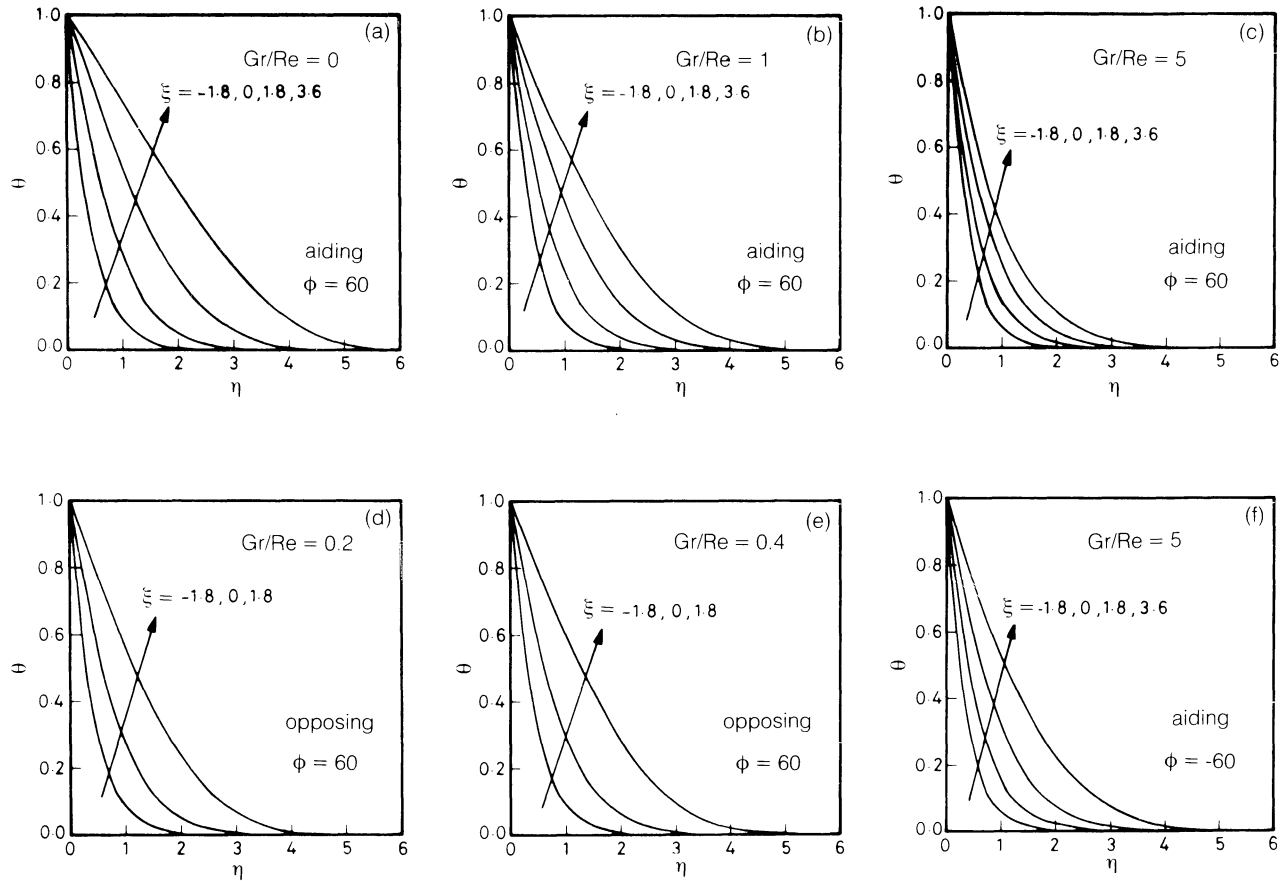 (a)
Gr/Re = 0
ξ = -1·8, 0, 1·8, 3·6
aiding
ϕ = 60
θ
1·0
0·8
0·6
0·4
0·2
0·0
0 1 2 3 4 5 6
η
(b)
Gr/Re = 1
ξ = -1·8, 0, 1·8, 3·6
aiding
ϕ = 60
θ
1·0
0·8
0·6
0·4
0·2
0·0
0 1 2 3 4 5 6
η
(c)
Gr/Re = 5
ξ = -1·8, 0, 1·8, 3·6
aiding
ϕ = 60
θ
1·0
0·8
0·6
0·4
0·2
0·0
0 1 2 3 4 5 6
η
(d)
Gr/Re = 0.2
ξ = -1·8, 0, 1·8
opposing
ϕ = 60
θ
1·0
0·8
0·6
0·4
0·2
0·0
0 1 2 3 4 5 6
η
(e)
Gr/Re = 0.4
ξ = -1·8, 0, 1·8
opposing
ϕ = 60
θ
1·0
0·8
0·6
0·4
0·2
0·0
0 1 2 3 4 5 6
η
(f)
Gr/Re = 5
ξ = -1·8, 0, 1·8, 3·6
aiding
ϕ = -60
θ
1·0
0·8
0·6
0·4
0·2
0·0
0 1 2 3 4 5 6
η